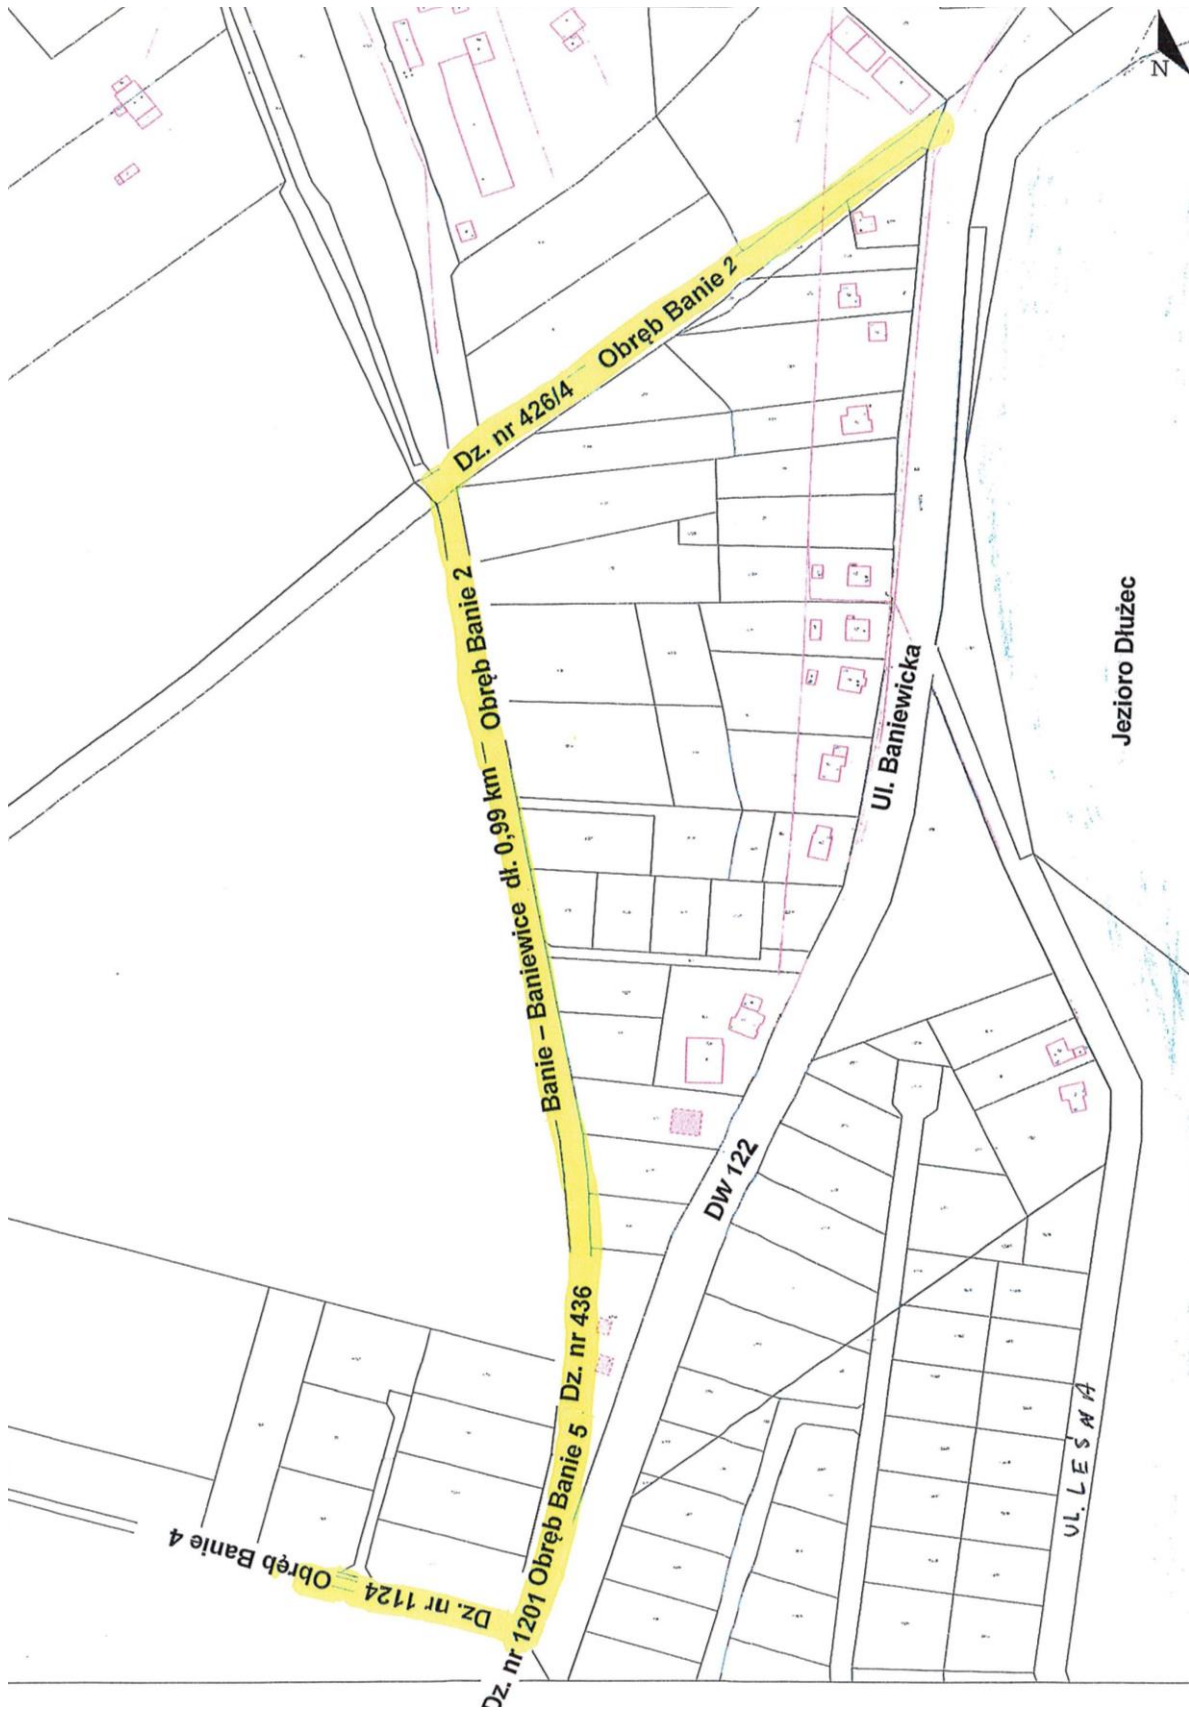 N
Dz. nr 426/4 Obręb Banie 2
Baniе – Baniewice dł. 0,99 km – Obręb Banie 2
Jezioro Dłużec
Ul. Baniewicka
DW 122
Dz. nr 1201 Obręb Banie 5 Dz. nr 436
Dz. nr 1124 Obręb Banie 4
UL. LEŚNA